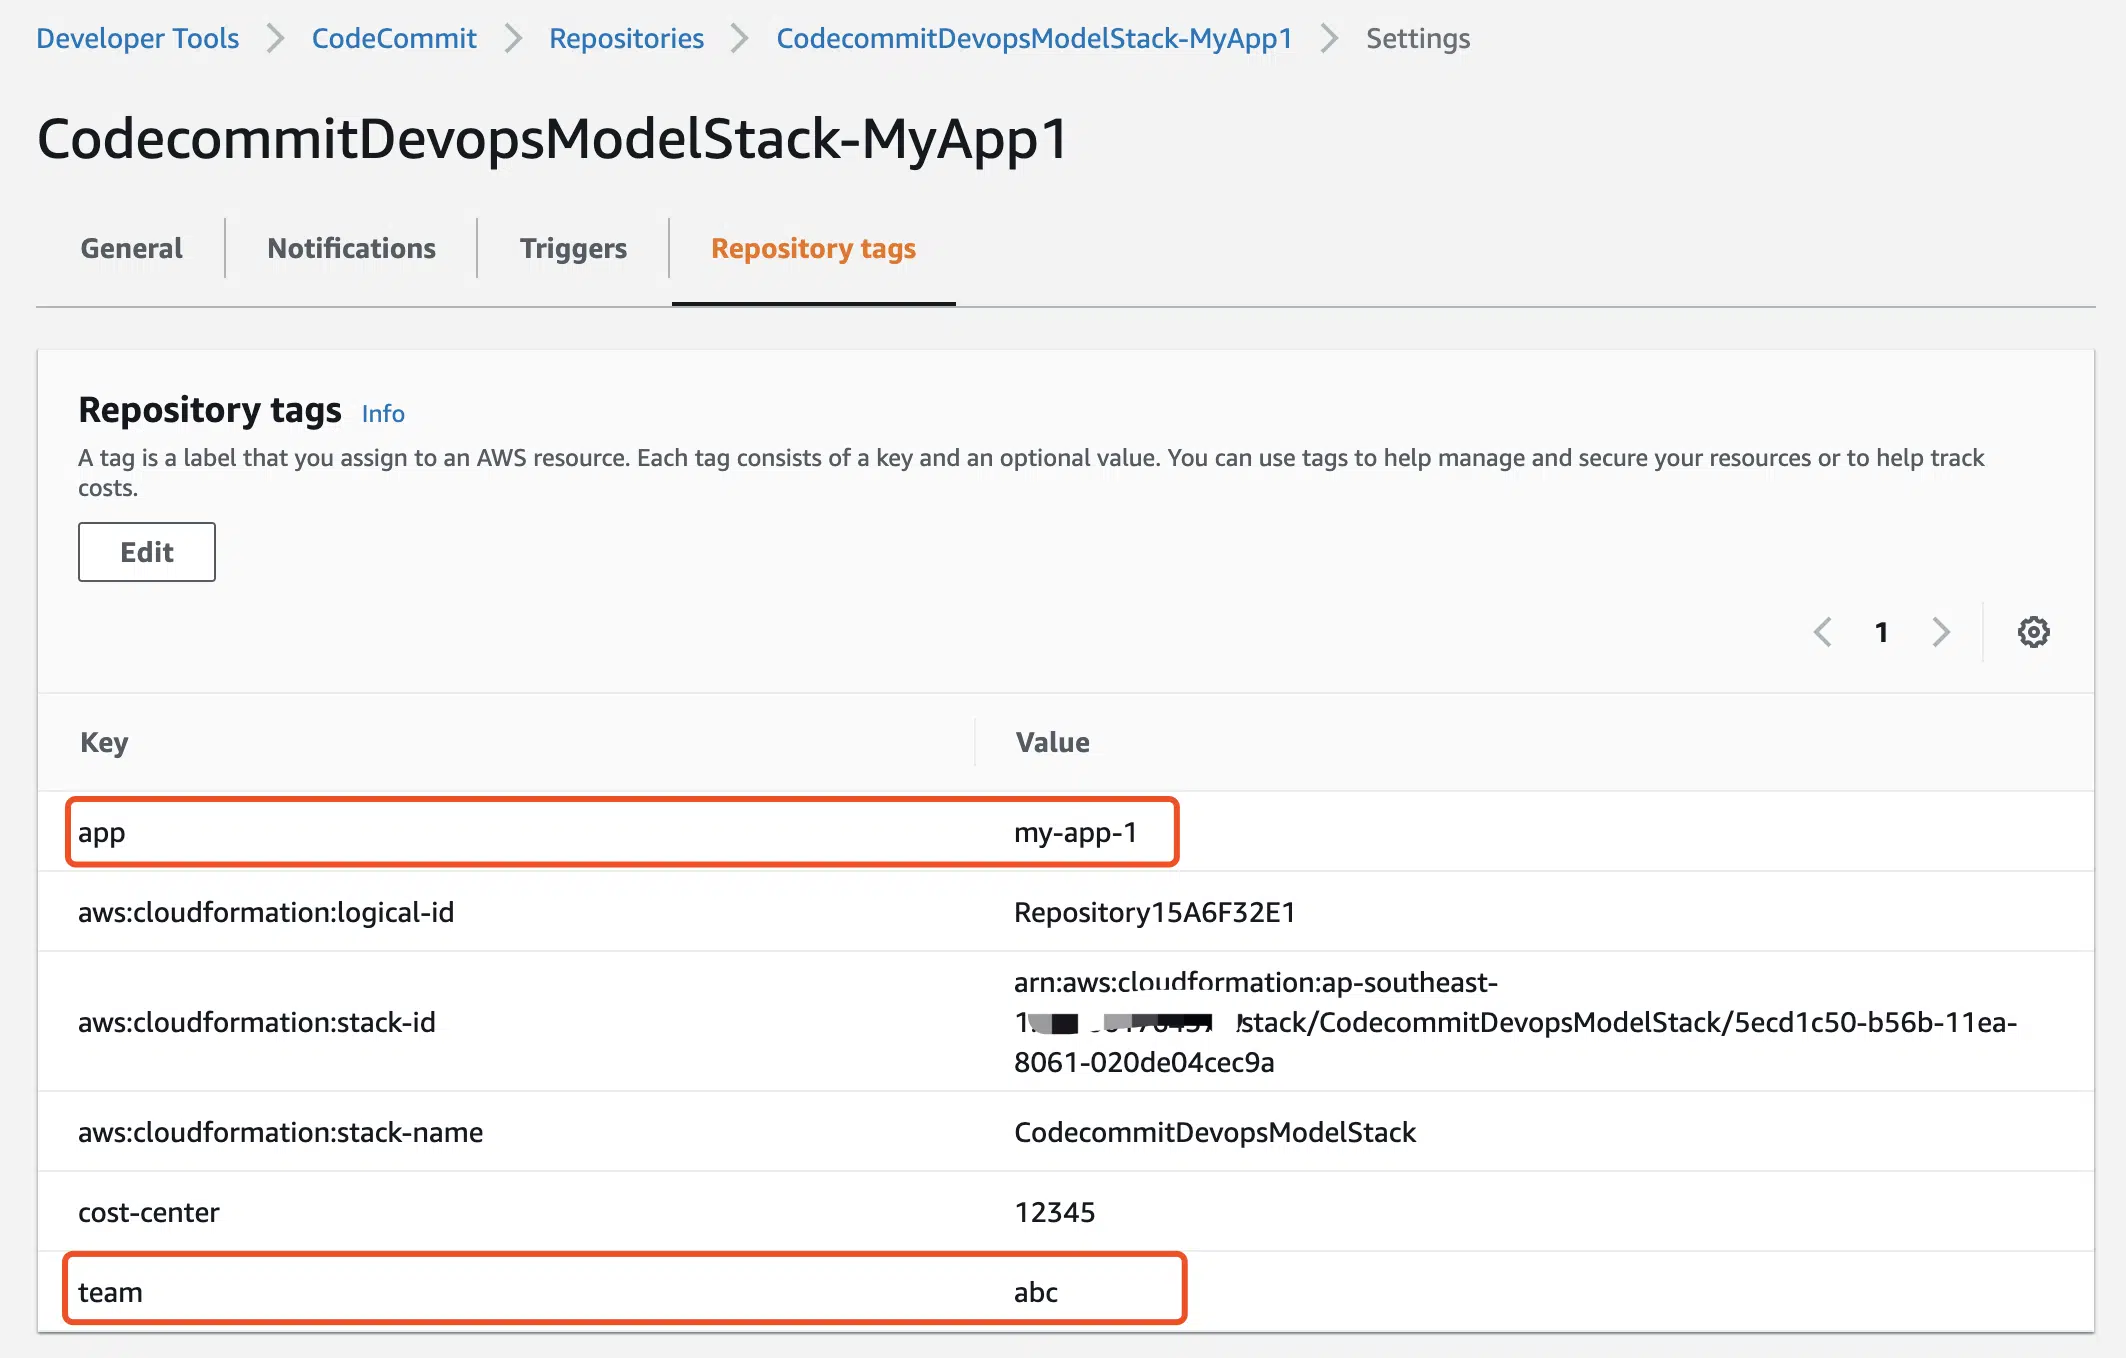 Developer Tools > CodeCommit > Repositories > CodecommitDevopsModelStack-MyApp1 > Settings
CodecommitDevopsModelStack-MyApp1
General Notifications Triggers Repository tags
Repository tags Info
A tag is a label that you assign to an AWS resource. Each tag consists of a key and an optional value. You can use tags to help manage and secure your resources or to help track
costs.
Edit
1
Key Value
app my-app-1
aws:cloudformation:logical-id Repository15A6F32E1
arn:aws:cloudformation:ap-southeast-
aws:cloudformation:stack-id /stack/CodecommitDevopsModelStack/5ecd1c50-b56b-11ea-
8061-020de04cec9a
aws:cloudformation:stack-name CodecommitDevopsModelStack
cost-center 12345
team abc